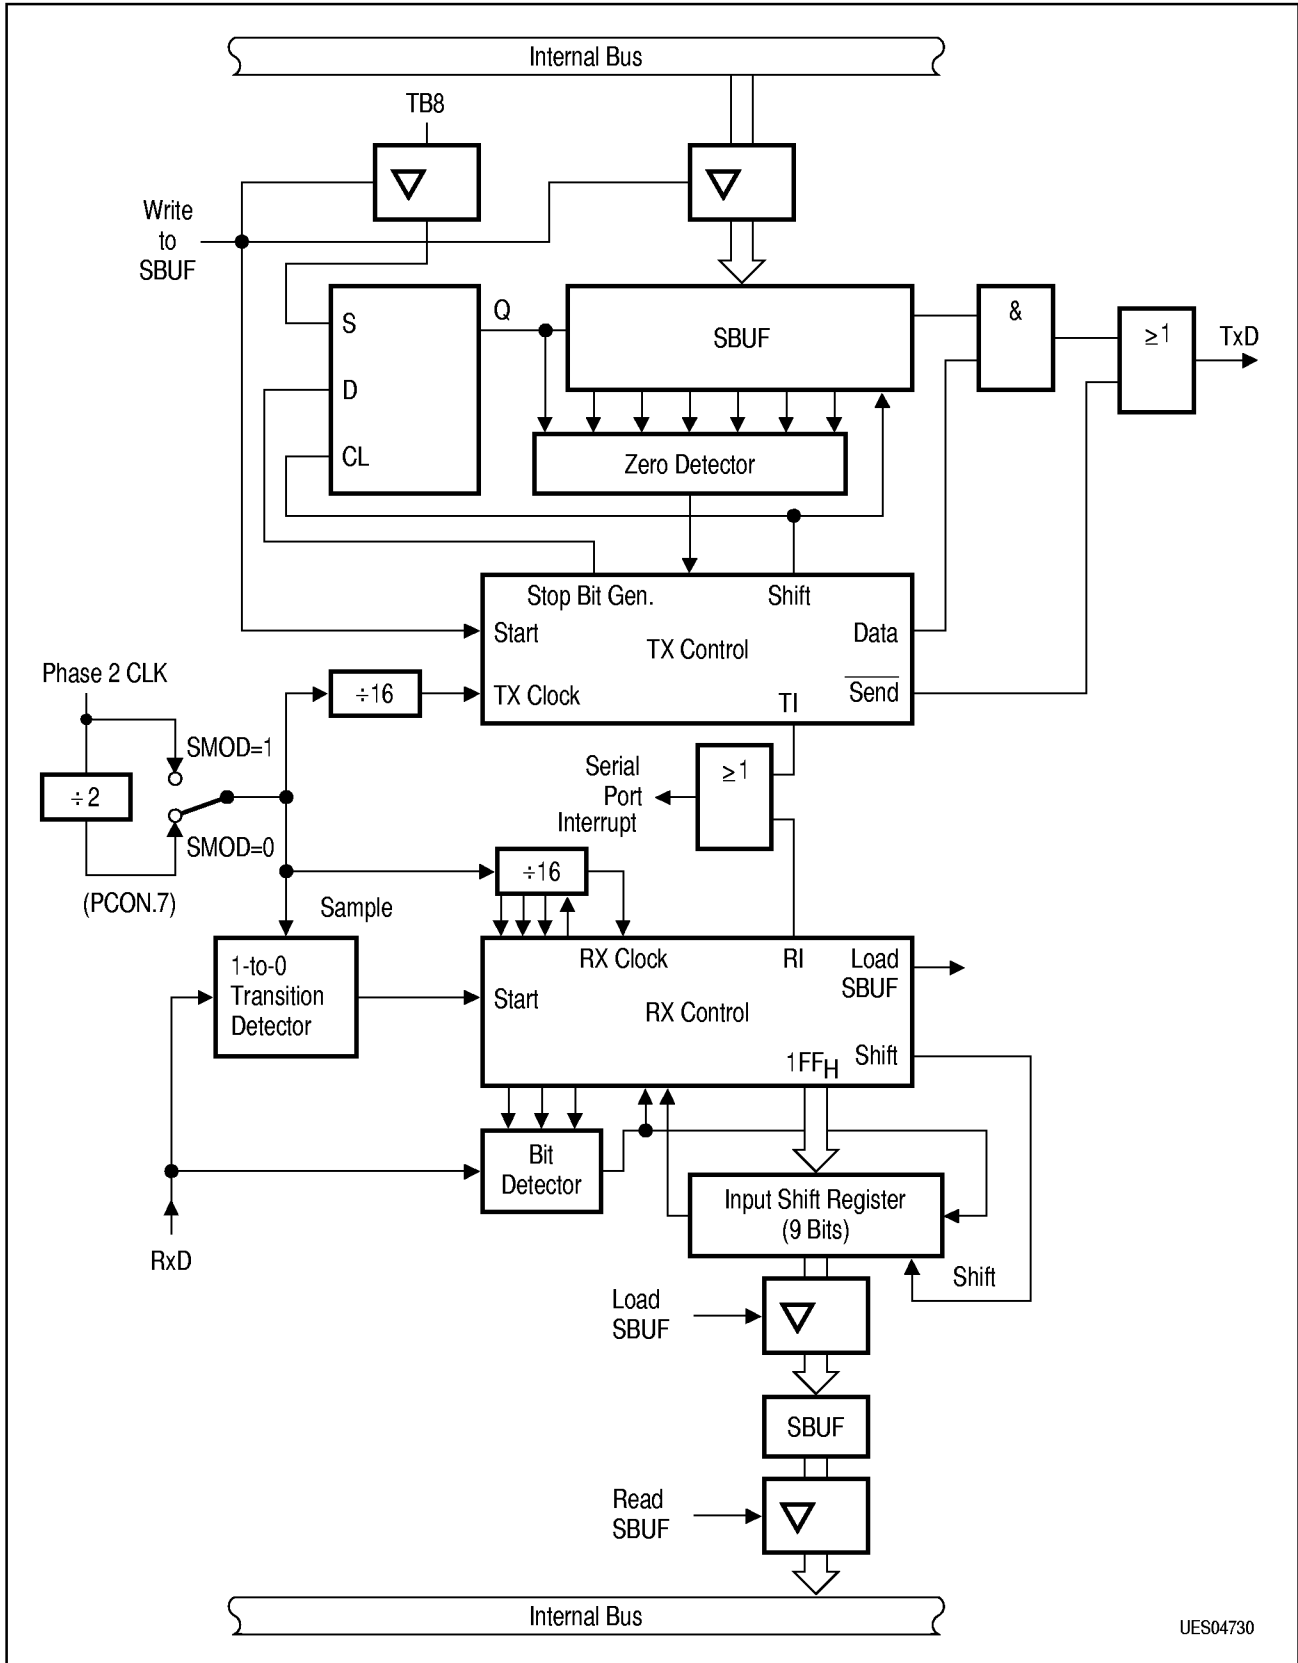 Internal Bus
TB8
Write
to
SBUF
S
D
CL
Q
SBUF
&
≥1
TxD
Zero Detector
Stop Bit Gen.
Shift
Start
TX Control
Data
TX Clock
TI
Send
Phase 2 CLK
÷16
SMOD=1
÷2
SMOD=0
(PCON.7)
Serial
Port
Interrupt
≥1
÷16
Sample
1-to-0
Transition
Detector
RX Clock
RI
Load
SBUF
Start
RX Control
1FFH
Shift
Bit
Detector
RxD
Input Shift Register
(9 Bits)
Shift
Load
SBUF
SBUF
Read
SBUF
Internal Bus
UES04730